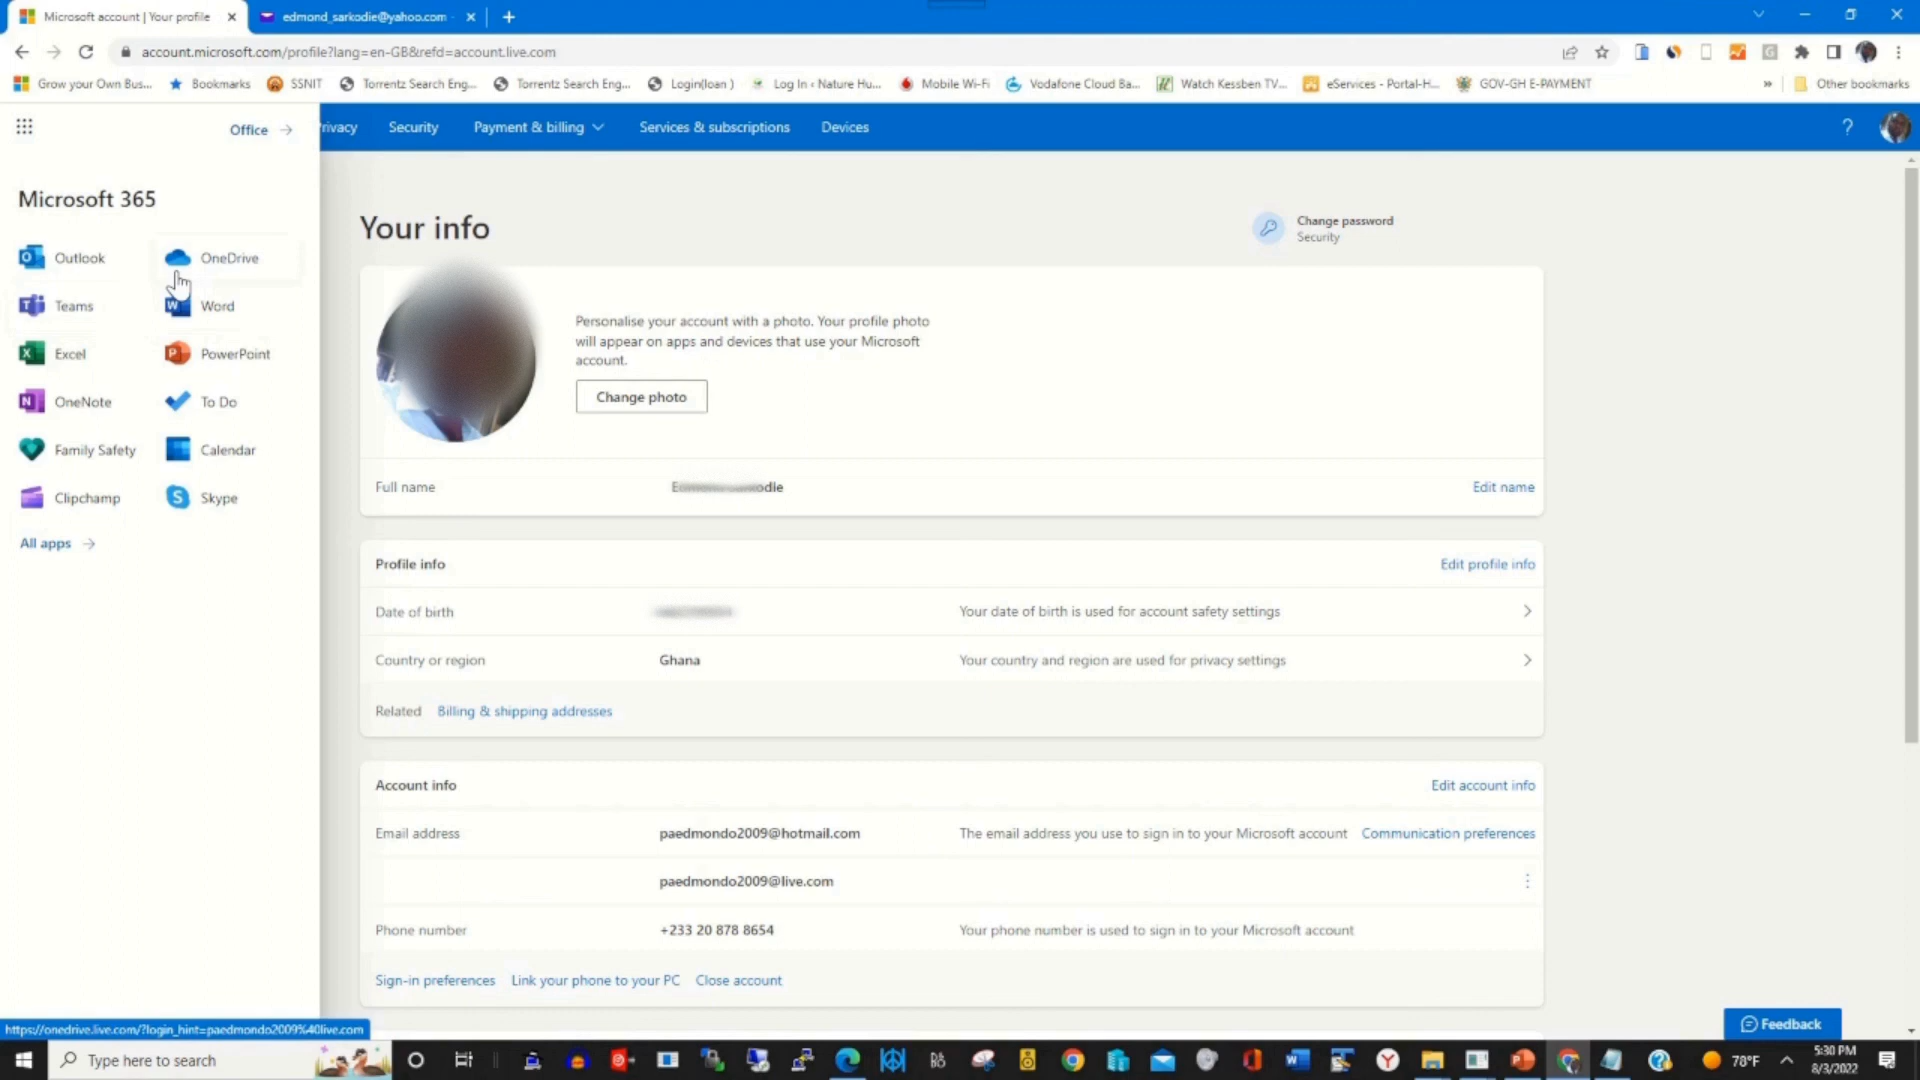 Microsoft account | Your profile
edmond_sarkodie@yahoo.com
account.microsoft.com/profile?lang=en-GB&refd=account.live.com
Grow your Own Bus...
Bookmarks
SSNIT
Torrentz Search Eng...
Torrentz Search Eng...
Login(loan )
Log In ‹ Nature Hu...
Mobile Wi-Fi
Vodafone Cloud Ba...
Watch Kessben TV...
eServices - Portal-H...
GOV-GH E-PAYMENT
»
Other bookmarks
Office →
rivacy
Security
Payment & billing
Services & subscriptions
Devices
?
Microsoft 365
Outlook
OneDrive
Teams
Word
Excel
PowerPoint
OneNote
To Do
Family Safety
Calendar
Clipchamp
Skype
All apps →
Your info
Change password
Security
Personalise your account with a photo. Your profile photo
will appear on apps and devices that use your Microsoft
account.
Change photo
Full name
Edit name
Profile info
Edit profile info
Date of birth
Your date of birth is used for account safety settings
Country or region
Ghana
Your country and region are used for privacy settings
Related
Billing & shipping addresses
Account info
Edit account info
Email address
paedmondo2009@hotmail.com
The email address you use to sign in to your Microsoft account
Communication preferences
paedmondo2009@live.com
Phone number
+233 20 878 8654
Your phone number is used to sign in to your Microsoft account
Sign-in preferences
Link your phone to your PC
Close account
Feedback
https://onedrive.live.com/?login_hint=paedmondo2009%40live.com
Type here to search
78°F
5:30 PM
8/3/2022